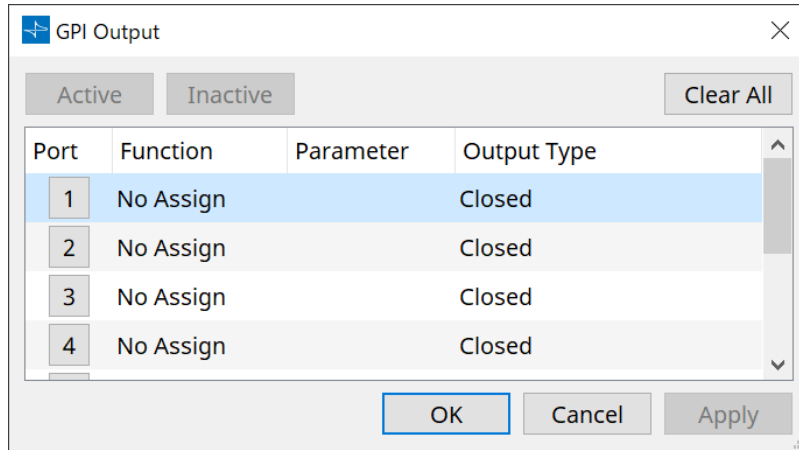 GPI Output
Active Inactive Clear All
Port Function Parameter Output Type
1 No Assign Closed
2 No Assign Closed
3 No Assign Closed
4 No Assign Closed
OK Cancel Apply